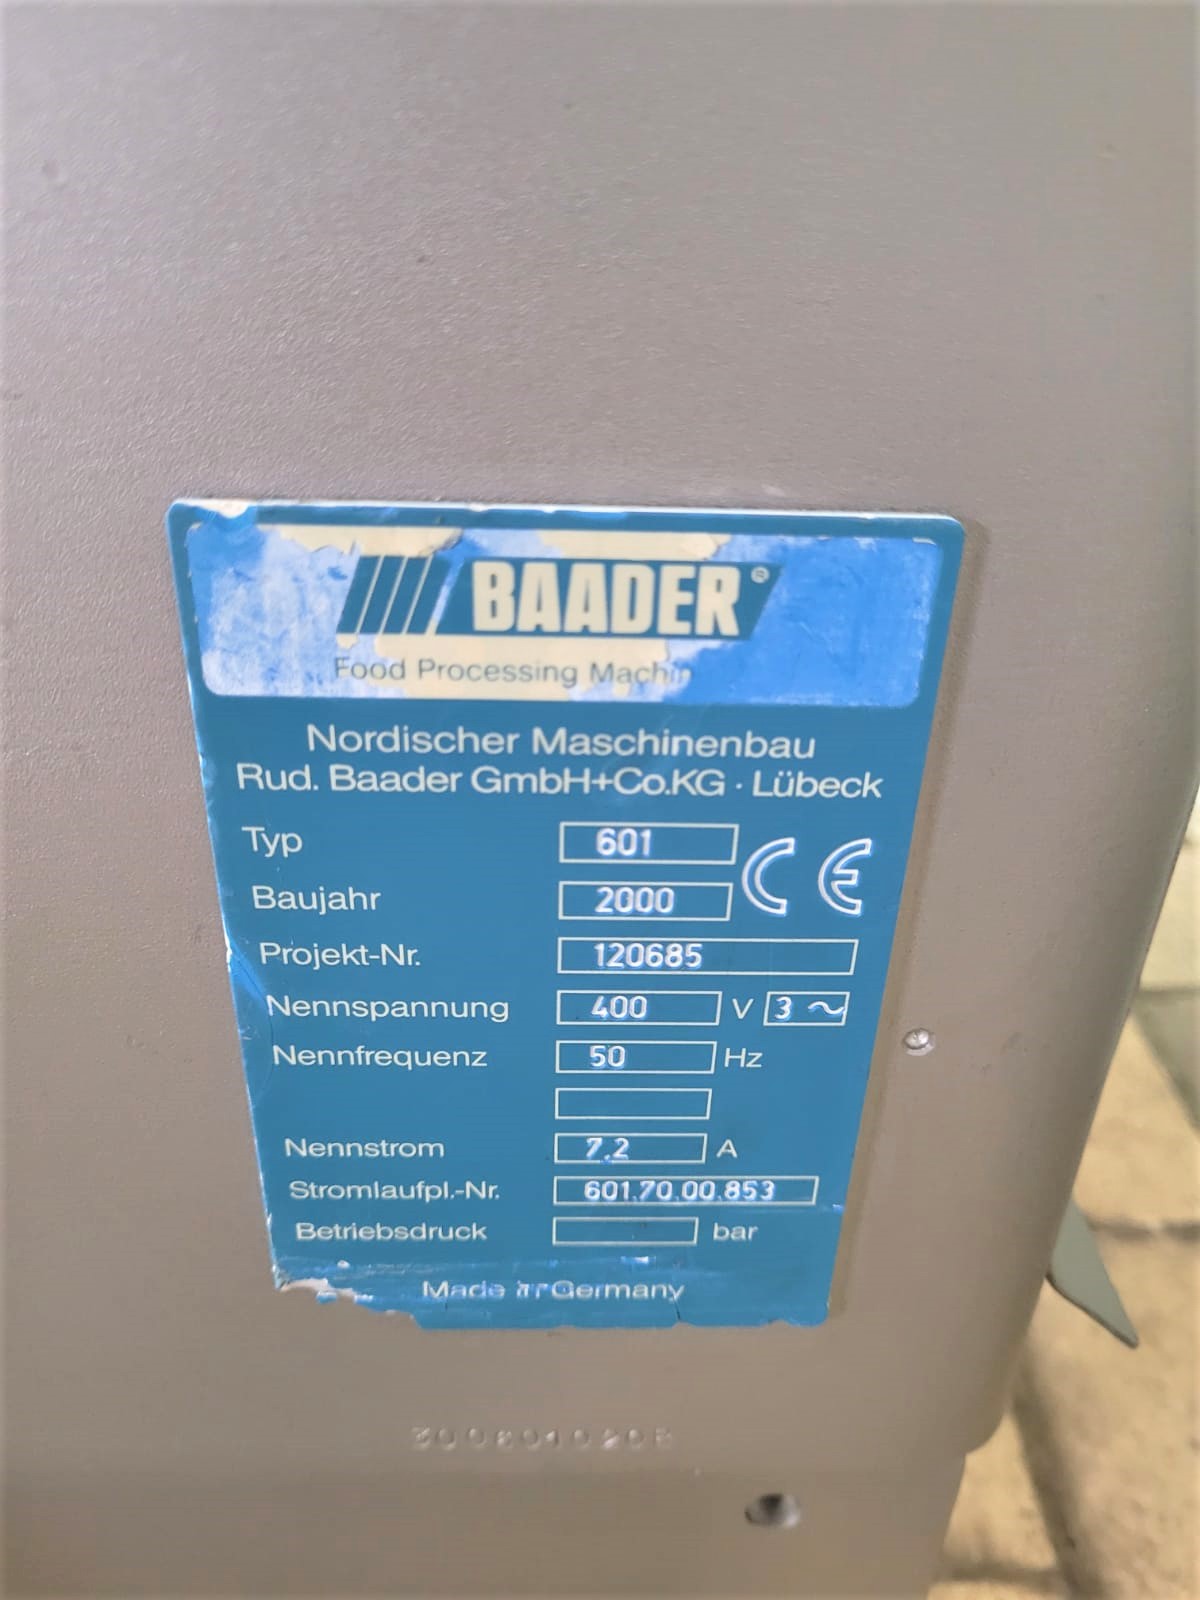 BAADER®
Food Processing Machin
Nordischer Maschinenbau
Rud. Baader GmbH+Co.KG · Lübeck
Typ 601 CE
Baujahr 2000
Projekt-Nr. 120685
Nennspannung 400 V 3 ~
Nennfrequenz 50 Hz
Nennstrom 7.2 A
Stromlaufpl.-Nr. 601.70.00.853
Betriebsdruck bar
Made in Germany